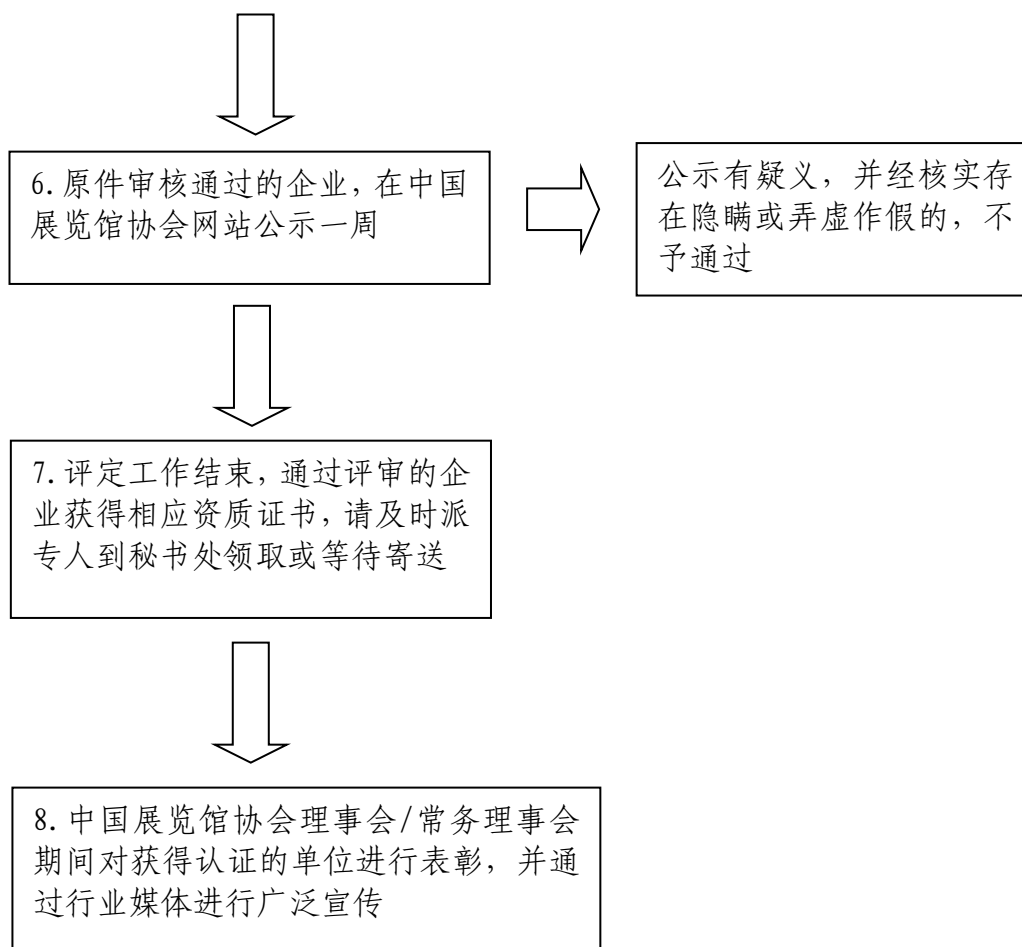 6.原件审核通过的企业,在中国
展览馆协会网站公示一周
公示有疑义，并经核实存
在隐瞒或弄虚作假的，不
予通过
7.评定工作结束,通过评审的企
业获得相应资质证书,请及时派
专人到秘书处领取或等待寄送
8.中国展览馆协会理事会/常务理事会
期间对获得认证的单位进行表彰，并通
过行业媒体进行广泛宣传